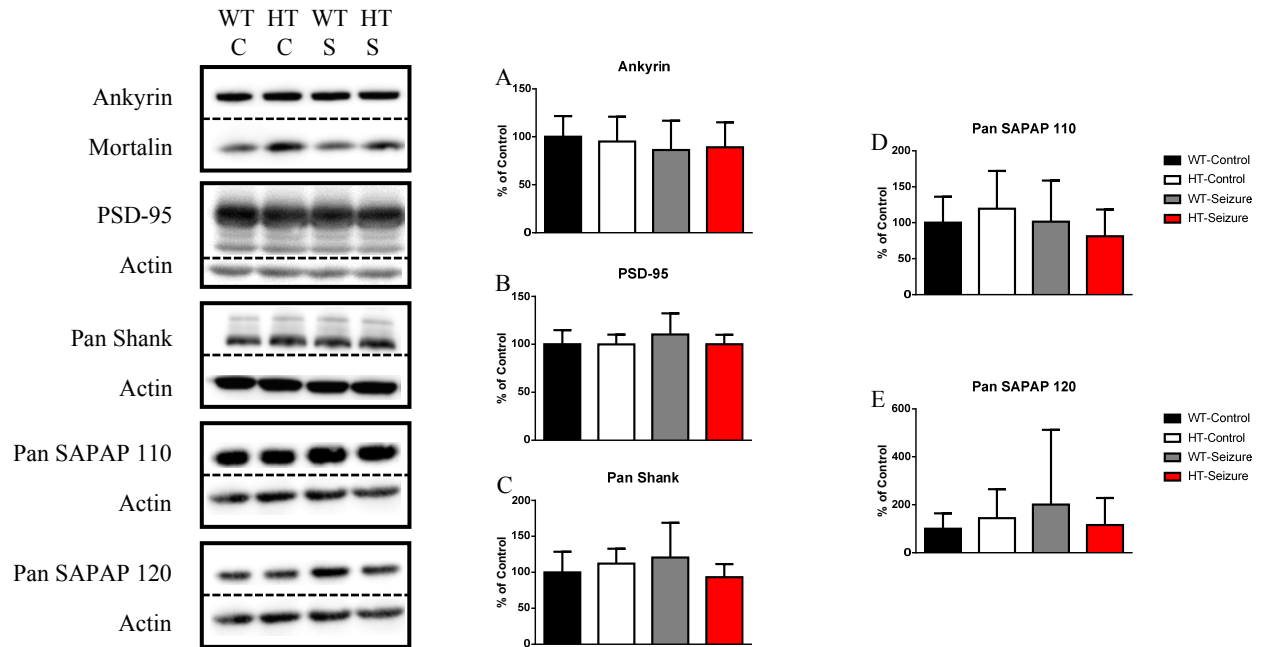 WT HT WT HT
C C S S
Ankyrin
Mortalin
PSD-95
Actin
Pan Shank
Actin
Pan SAPAP 110
Actin
Pan SAPAP 120
Actin
A
Ankyrin
% of Control
150
100
50
0
B
PSD-95
% of Control
150
100
50
0
C
Pan Shank
% of Control
200
150
100
50
0
D
Pan SAPAP 110
% of Control
200
150
100
50
0
WT-Control
HT-Control
WT-Seizure
HT-Seizure
E
Pan SAPAP 120
% of Control
600
400
200
0
WT-Control
HT-Control
WT-Seizure
HT-Seizure